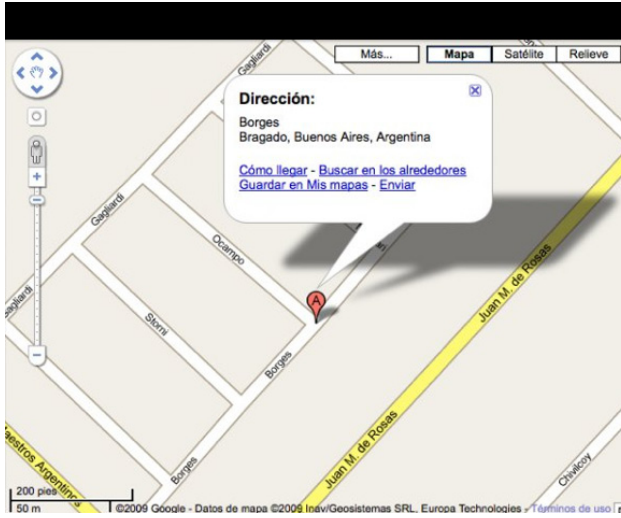 Más...
Mapa
Satélite
Relieve
Gagliardi
Gagliardi
Dirección:
Borges
Bragado, Buenos Aires, Argentina
Cómo llegar - Buscar en los alrededores
Guardar en Mis mapas - Enviar
Gagliardi
Ocampo
A
Juan M. de Rosas
Storni
Borges
Juan M. de Rosas
Borges
Maestros Argentinos
Chivilcoy
200 pies
50 m
©2009 Google - Datos de mapa ©2009 Inav/Geosistemas SRL, Europa Technologies - Términos de uso